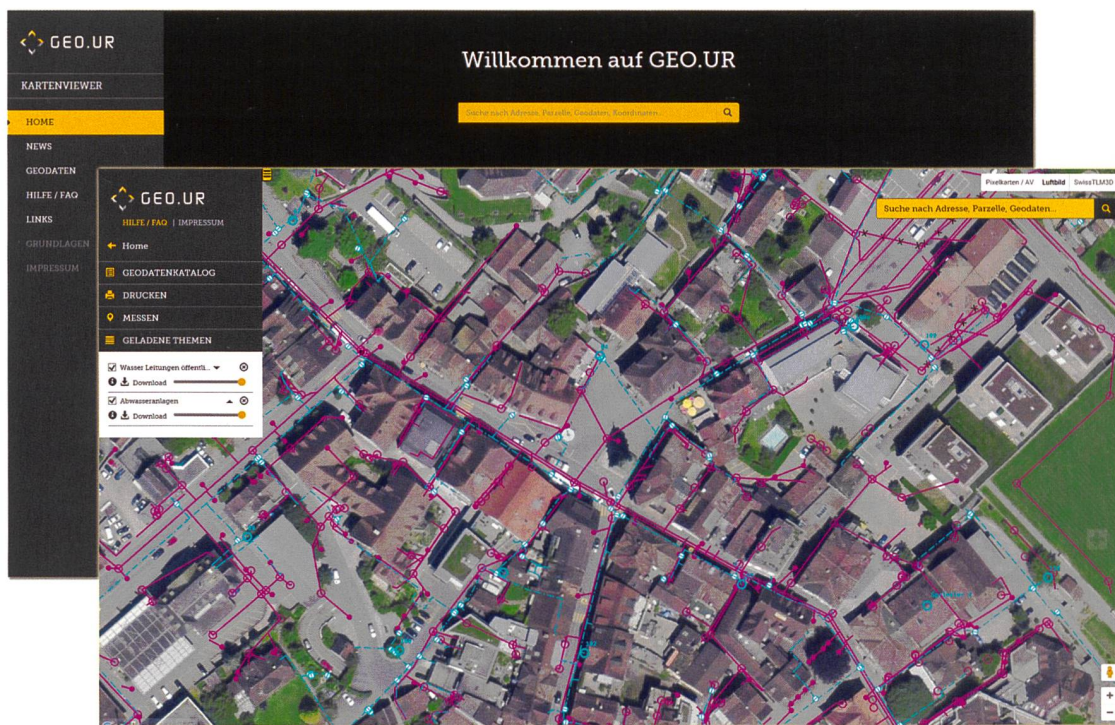 GEO.UR
KARTENVIEWER
HOME
NEWS
GEODATEN
HILFE / FAQ
LINKS
GRUNDLAGEN
IMPRESSUM
Willkommen auf GEO.UR
Suche nach Adresse, Parzelle, Geodaten, Koordinaten...
GEO.UR
HILFE / FAQ | IMPRESSUM
Home
GEODATENKATALOG
DRUCKEN
MESSEN
GELADENE THEMEN
Wasser Leitungen öffentli...
Download
Abwasseranlagen
Download
Pixelkarten / AV Luftbild SwissTLM3D
Suche nach Adresse, Parzelle, Geodaten...